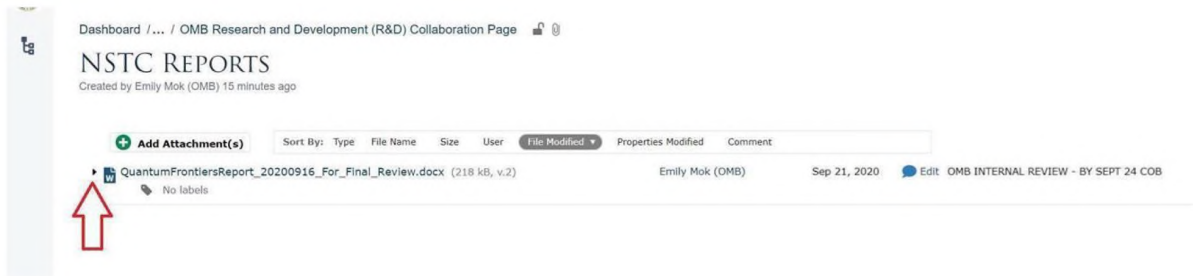 Dashboard /... / OMB Research and Development (R&D) Collaboration Page
NSTC REPORTS
Created by Emily Mok (OMB) 15 minutes ago
Add Attachment(s) Sort By: Type File Name Size User File Modified Properties Modified Comment
QuantumFrontiersReport_20200916_For_Final_Review.docx (218 kB, v.2) Emily Mok (OMB) Sep 21, 2020 Edit OMB INTERNAL REVIEW - BY SEPT 24 COB
No labels